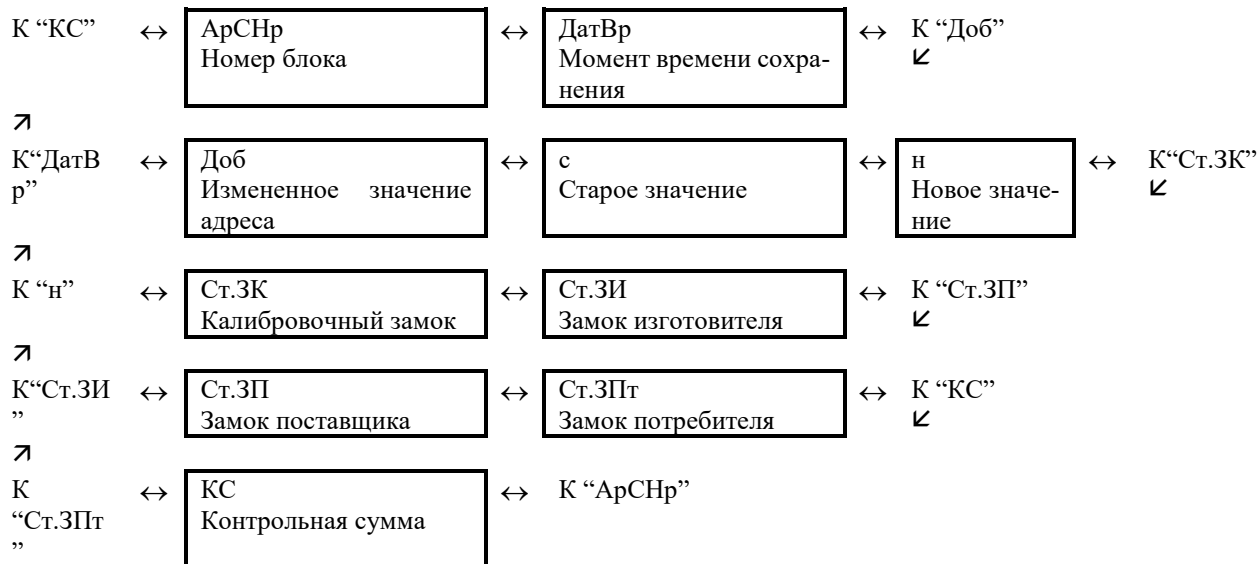 К “КС” ↔ АрСНр ↔ ДатВр ↔ К “Доб”
Номер блока Момент времени сохра- ↙
нения
↗
К“ДатВ ↔ Доб ↔ с ↔ н ↔ К“Ст.ЗК”
р” Измененное значение Старое значение Новое значе- ↙
адреса ние
↗
К “н” ↔ Ст.ЗК ↔ Ст.ЗИ ↔ К “Ст.ЗП”
Калибровочный замок Замок изготовителя ↙
↗
К“Ст.ЗИ ↔ Ст.ЗП ↔ Ст.ЗПт ↔ К “КС”
” Замок поставщика Замок потребителя ↙
↗
К ↔ КС ↔ К “АрСНр”
“Ст.ЗПт Контрольная сумма
”